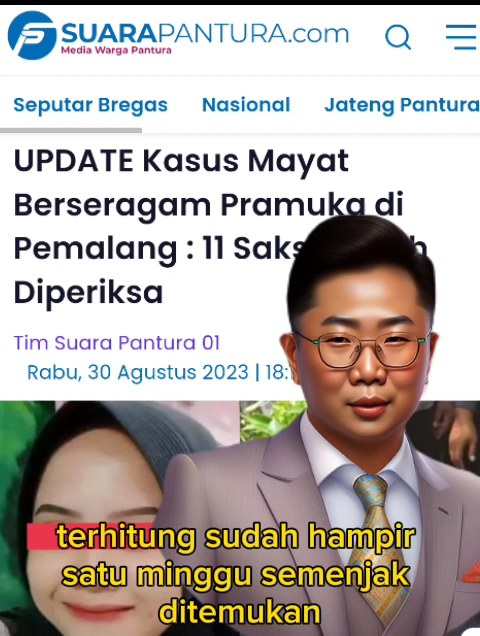 SUARAPANTURA.com
Media Warga Pantura
Seputar Bregas Nasional Jateng Pantura
UPDATE Kasus Mayat
Berseragam Pramuka di
Pemalang : 11
Diperiksa
Tim Suara Pantura 01
Rabu, 30 Agustus 2023 | 18:
terhitung sudah hampir
satu minggu semenjak
ditemukan